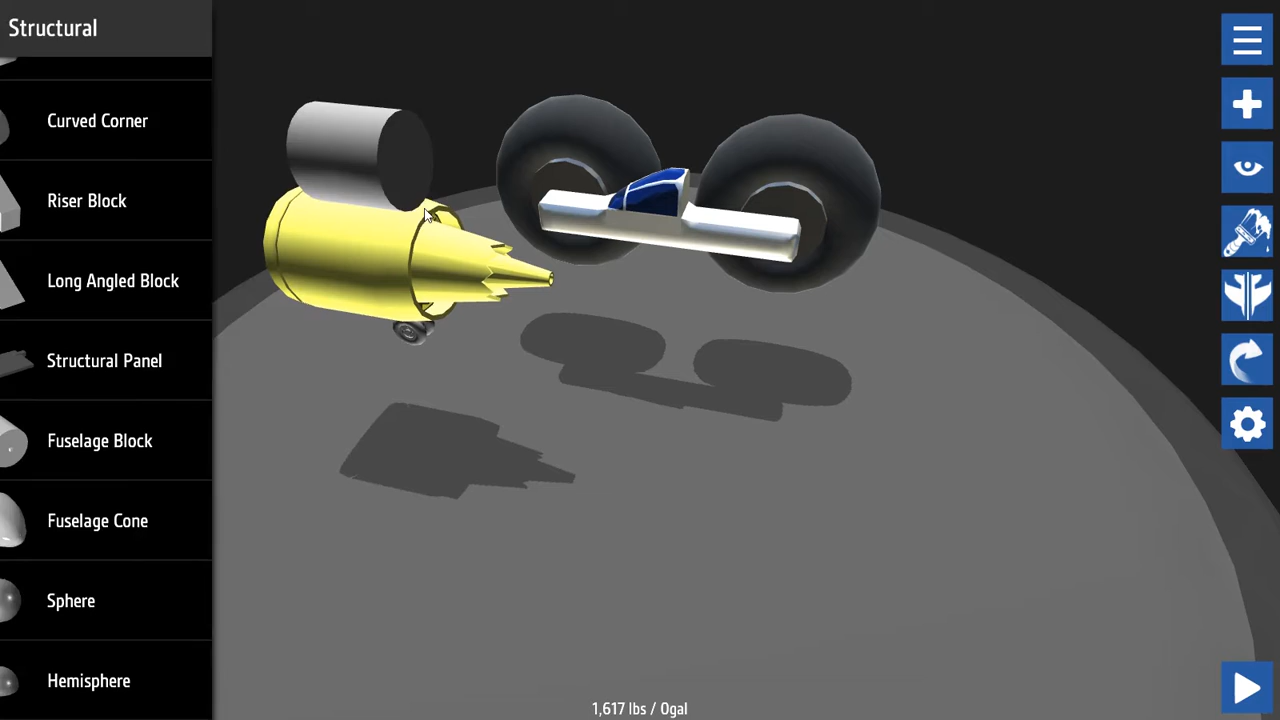 Structural
Curved Corner
Riser Block
Long Angled Block
Structural Panel
Fuselage Block
Fuselage Cone
Sphere
Hemisphere
1,617 lbs / 0gal